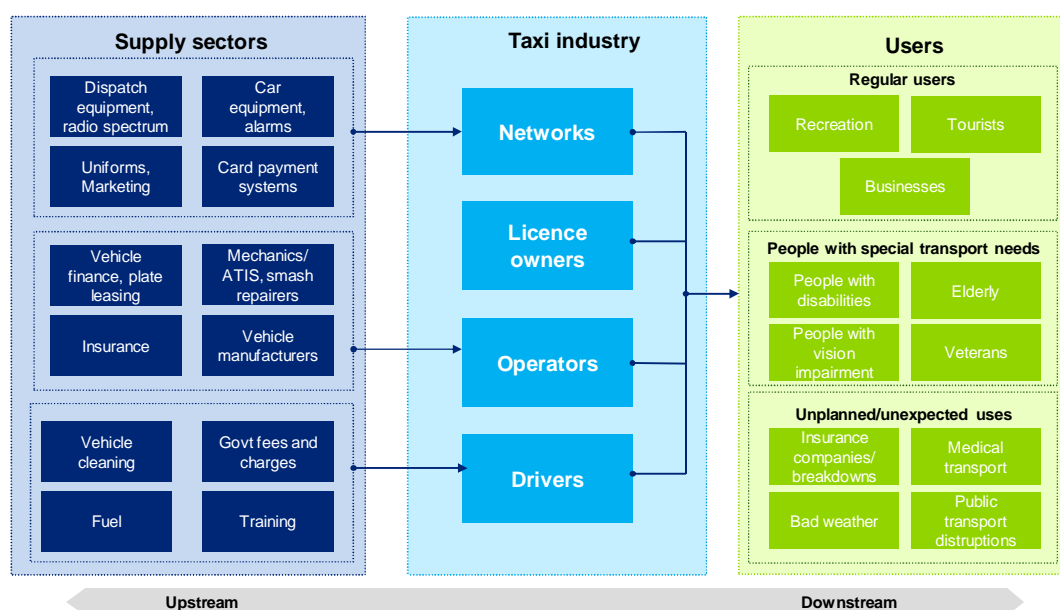 Supply sectors
Dispatch
equipment,
radio spectrum
Car
equipment,
alarms
Uniforms,
Marketing
Card payment
systems
Vehicle
finance, plate
leasing
Mechanics/
ATIS, smash
repairers
Insurance
Vehicle
manufacturers
Vehicle
cleaning
Govt fees and
charges
Fuel
Training
Taxi industry
Networks
Licence
owners
Operators
Drivers
Users
Regular users
Recreation
Tourists
Businesses
People with special transport needs
People with
disabilities
Elderly
People with
vision
impairment
Veterans
Unplanned/unexpected uses
Insurance
companies/
breakdowns
Medical
transport
Bad weather
Public
transport
distruptions
Upstream
Downstream